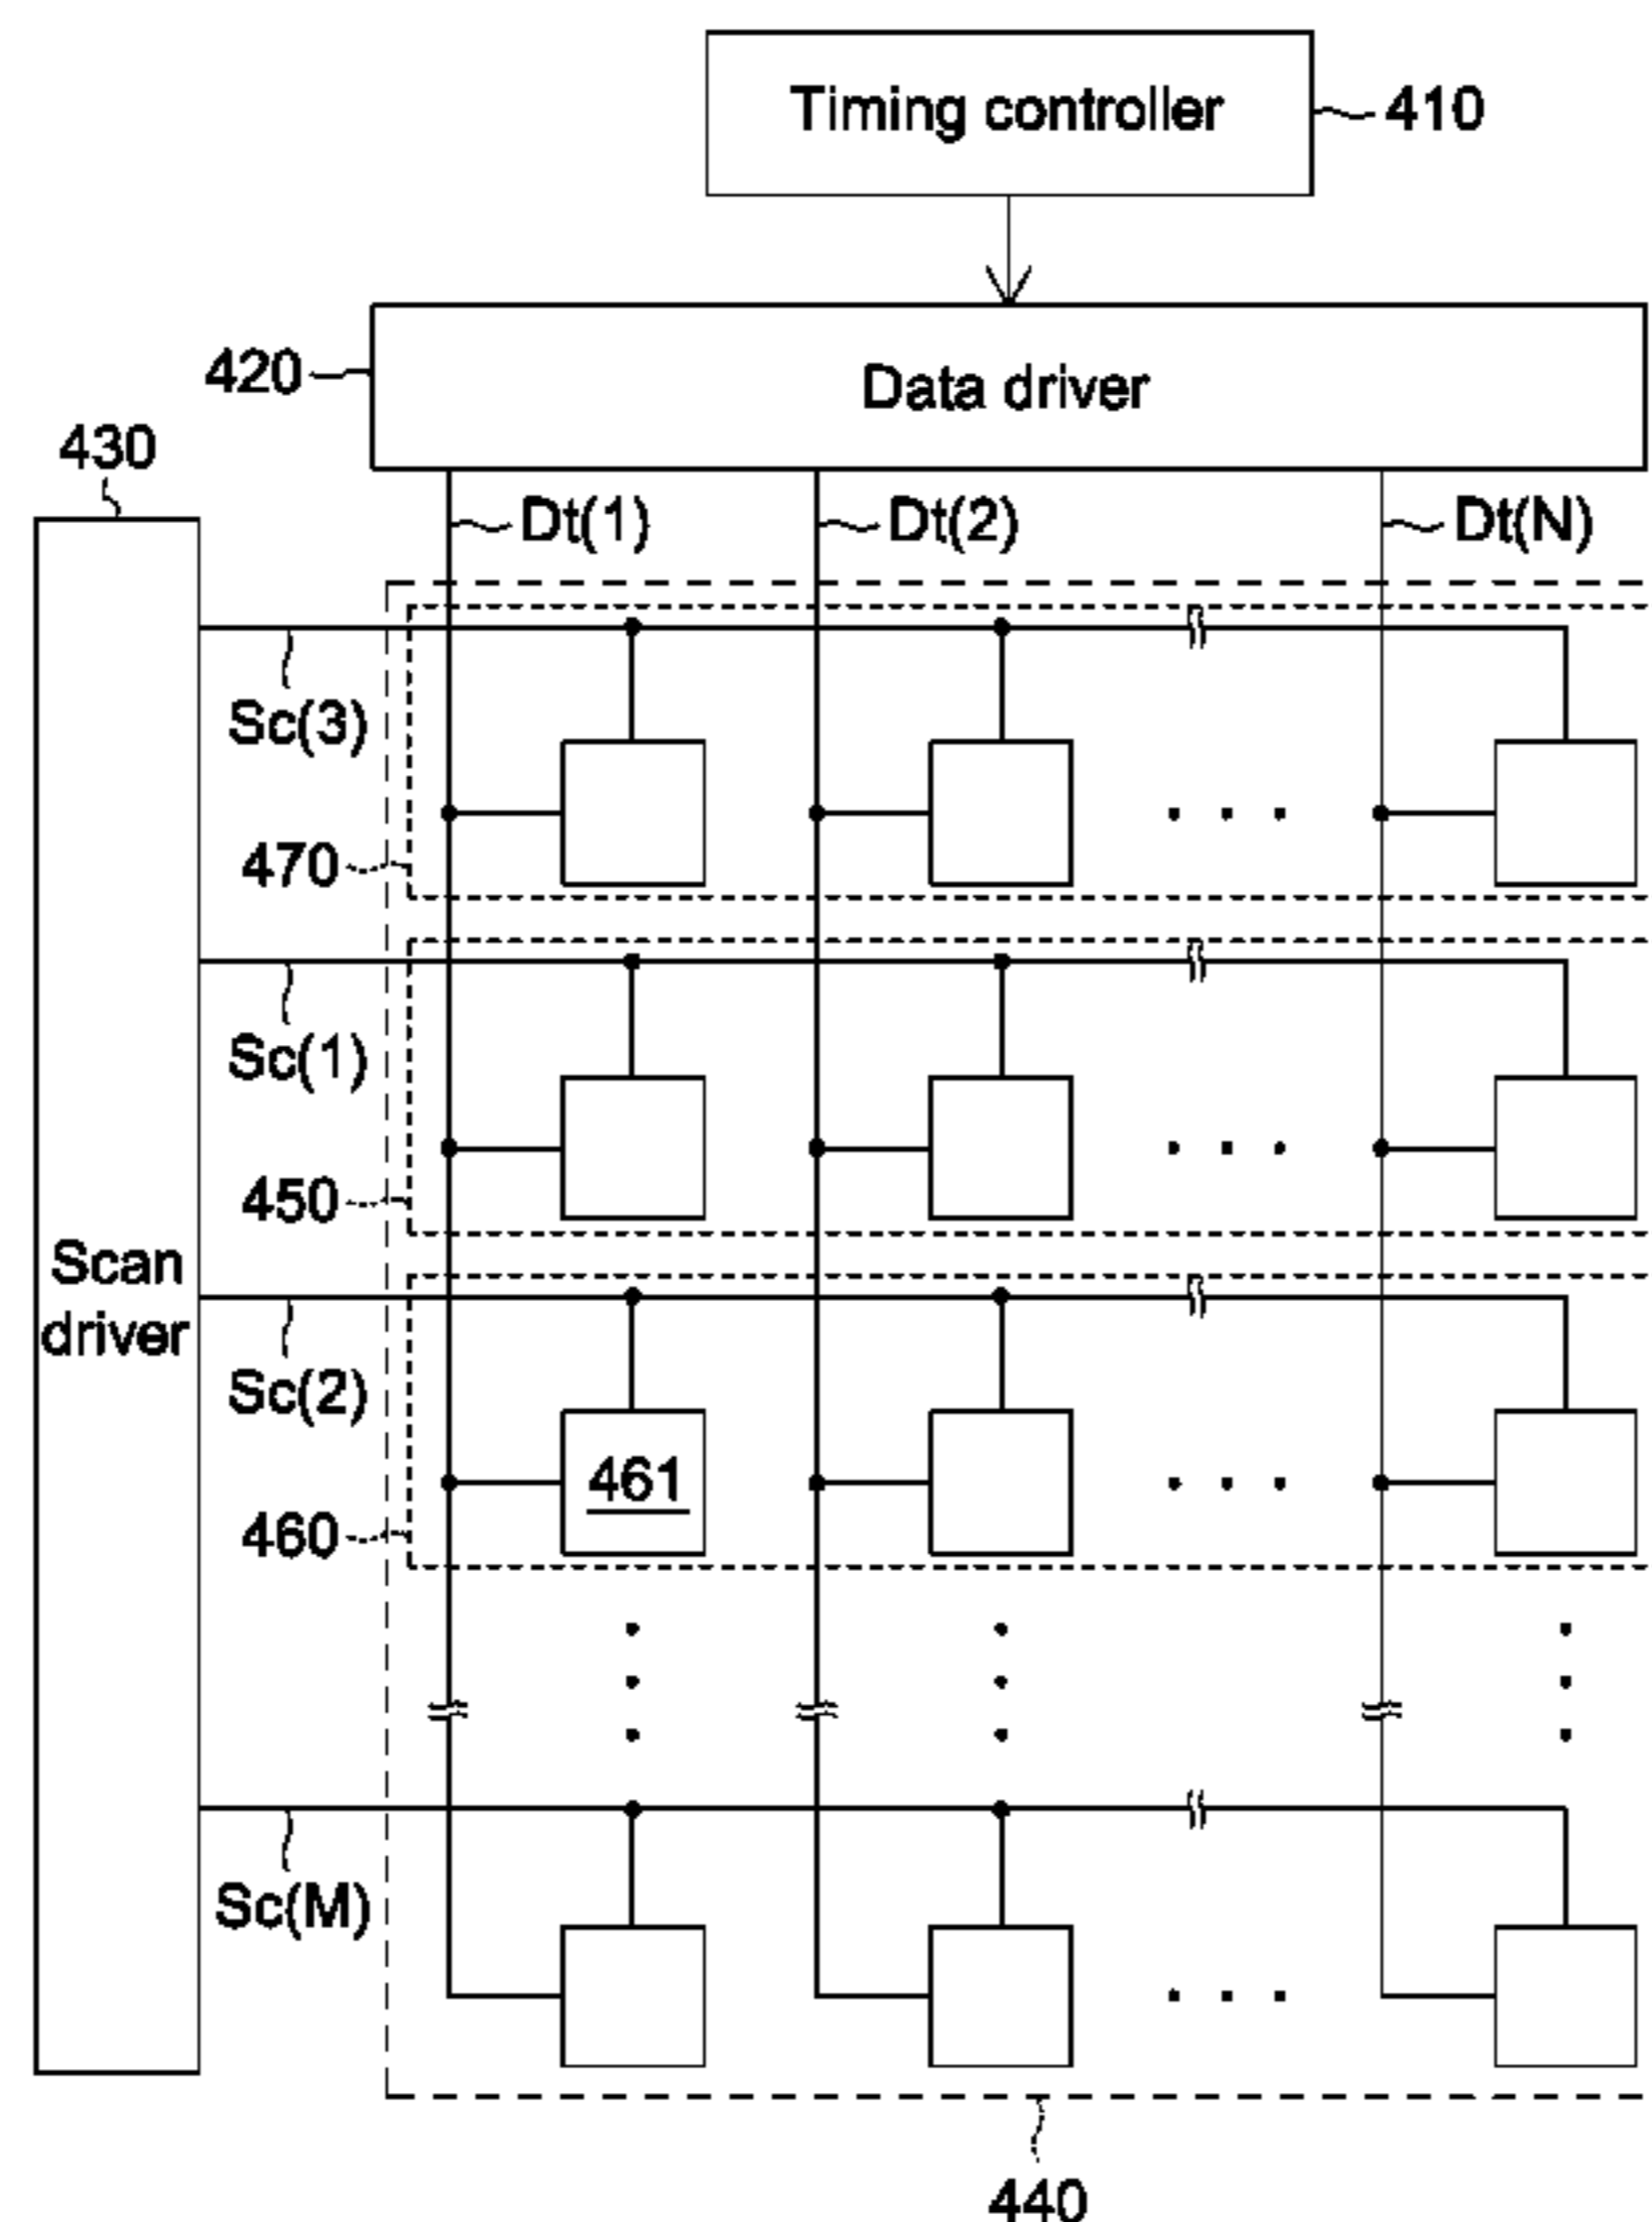 Timing controller
410
420
Data driver
430
Dt(1)
Dt(2)
Dt(N)
Sc(3)
470
Sc(1)
450
Scan
driver
Sc(2)
461
460
Sc(M)
440